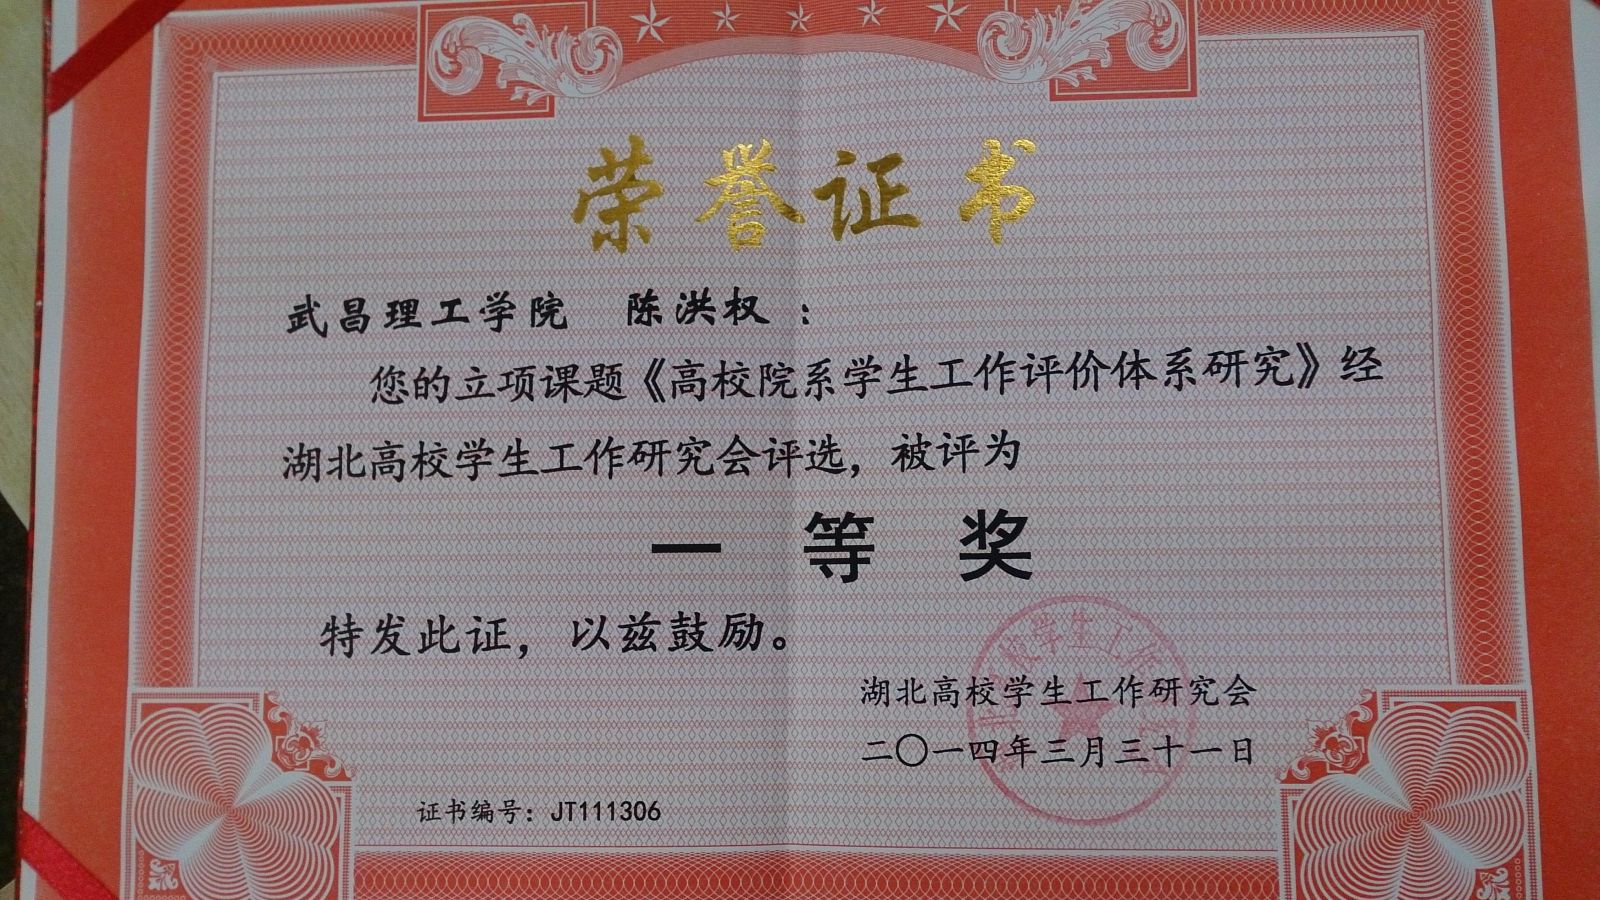 荣誉证书
武昌理工学院 陈洪权：
您的立项课题《高校院系学生工作评价体系研究》经
湖北高校学生工作研究会评选，被评为
一 等 奖
特发此证，以兹鼓励。
湖北高校学生工作研究会
二〇一四年三月三十一日
证书编号：JT111306